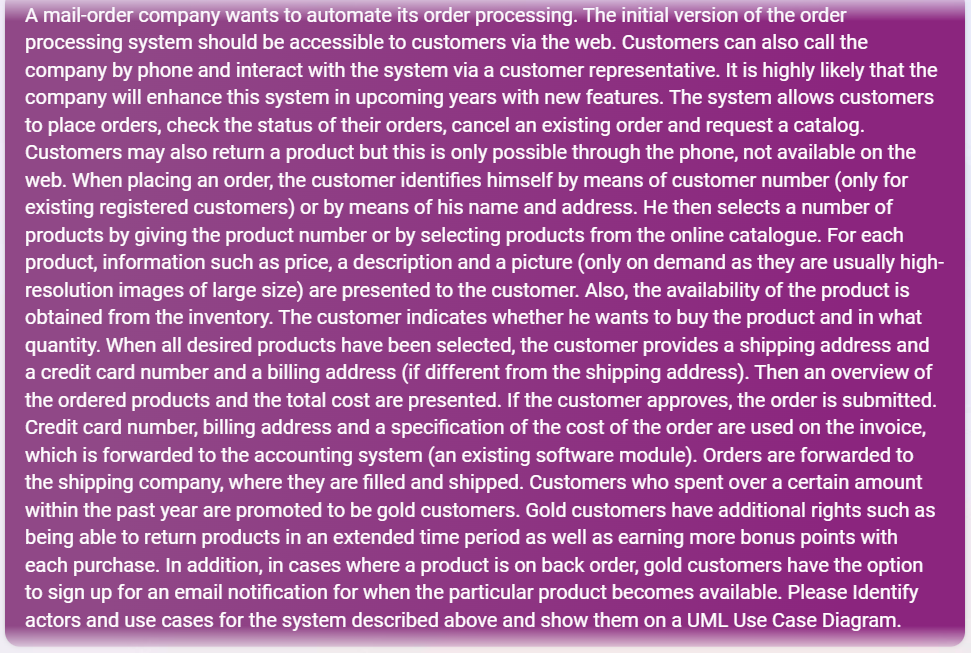 A mail-order company wants to automate its order processing. The initial version of the order
processing system should be accessible to customers via the web. Customers can also call the
company by phone and interact with the system via a customer representative. It is highly likely that the
company will enhance this system in upcoming years with new features. The system allows customers
to place orders, check the status of their orders, cancel an existing order and request a catalog.
Customers may also return a product but this is only possible through the phone, not available on the
web. When placing an order, the customer identifies himself by means of customer number (only for
existing registered customers) or by means of his name and address. He then selects a number of
products by giving the product number or by selecting products from the online catalogue. For each
product, information such as price, a description and a picture (only on demand as they are usually high-
resolution images of large size) are presented to the customer. Also, the availability of the product is
obtained from the inventory. The customer indicates whether he wants to buy the product and in what
quantity. When all desired products have been selected, the customer provides a shipping address and
a credit card number and a billing address (if different from the shipping address). Then an overview of
the ordered products and the total cost are presented. If the customer approves, the order is submitted.
Credit card number, billing address and a specification of the cost of the order are used on the invoice,
which is forwarded to the accounting system (an existing software module). Orders are forwarded to
the shipping company, where they are filled and shipped. Customers who spent over a certain amount
within the past year are promoted to be gold customers. Gold customers have additional rights such as
being able to return products in an extended time period as well as earning more bonus points with
each purchase. In addition, in cases where a product is on back order, gold customers have the option
to sign up for an email notification for when the particular product becomes available. Please Identify
actors and use cases for the system described above and show them on a UML Use Case Diagram.